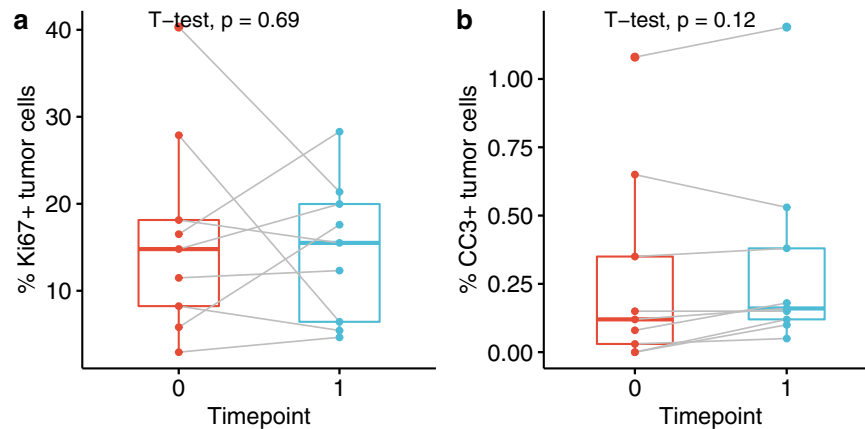 a
T−test, p = 0.69
% Ki67+ tumor cells
40
30
20
10
0
1
Timepoint
b
T−test, p = 0.12
% CC3+ tumor cells
1.00
0.75
0.50
0.25
0.00
0
1
Timepoint